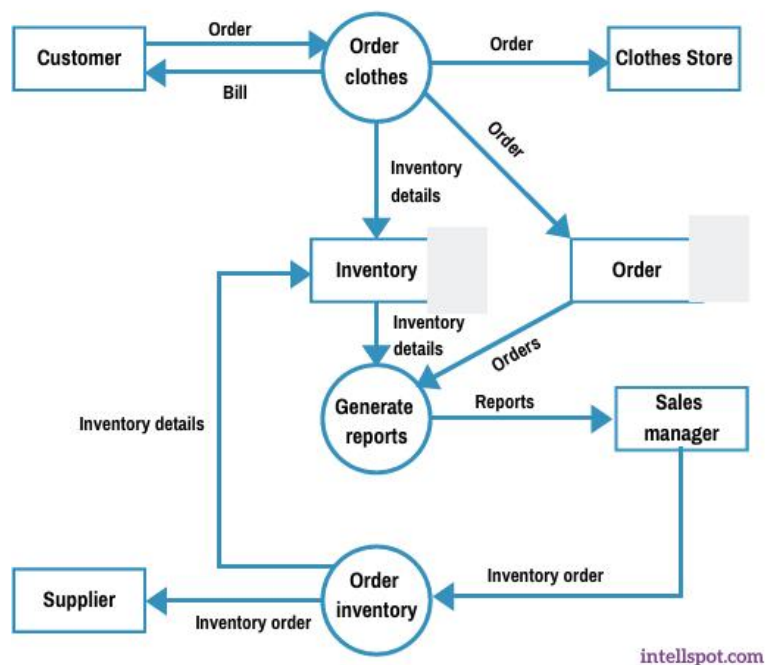 Customer
Order
Bill
Order
clothes
Order
Clothes Store
Inventory
details
Order
Inventory
Order
Inventory
details
Orders
Generate
reports
Reports
Sales
manager
Inventory details
Supplier
Inventory order
Order
inventory
Inventory order
intellspot.com